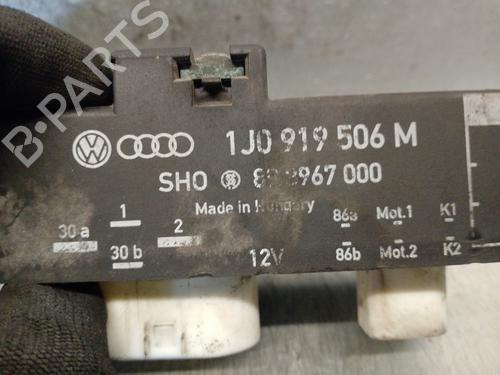 B-PARTS
1J0 919 506 M
SHO 967 000
Made in Hungary
30 a 1 2 86a Mot.1 K1
30 b 12V 86b Mot.2 K2